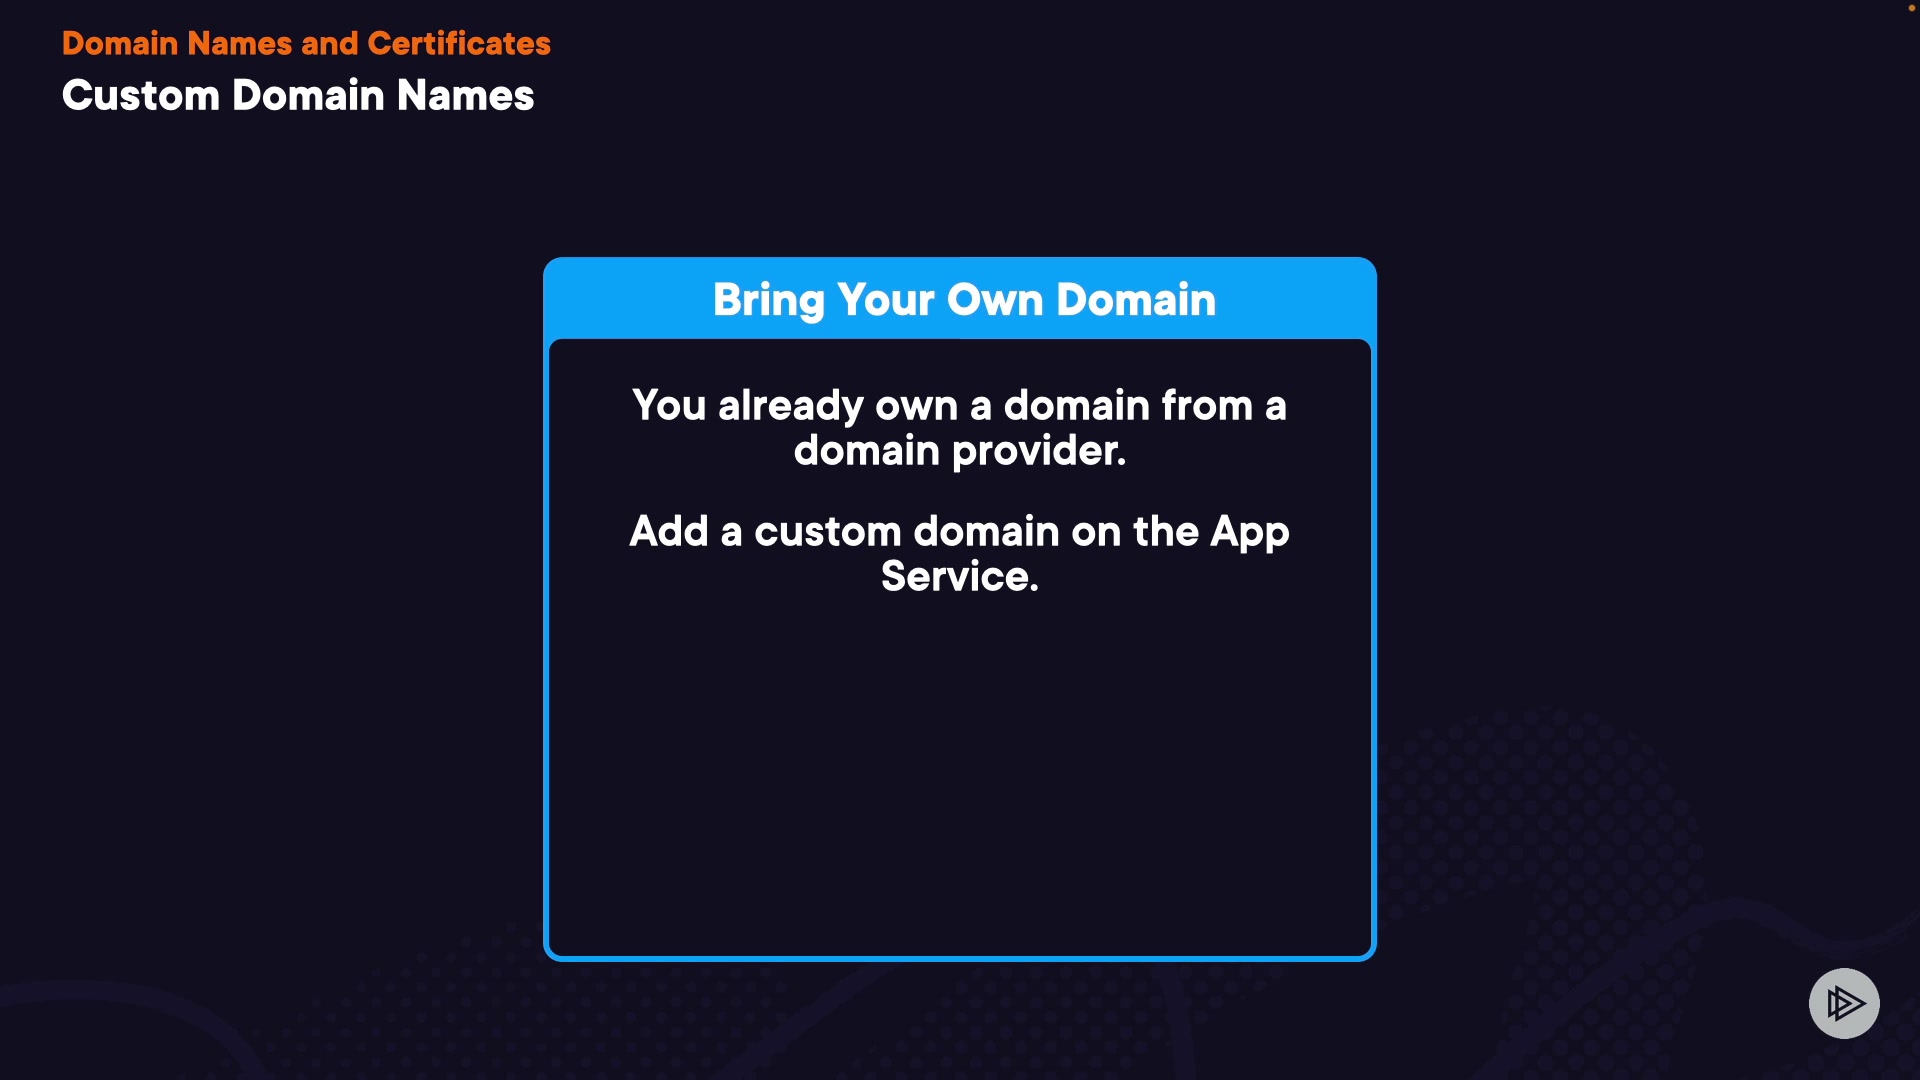 Domain Names and Certificates
Custom Domain Names
Bring Your Own Domain
You already own a domain from a
domain provider.
Add a custom domain on the App
Service.